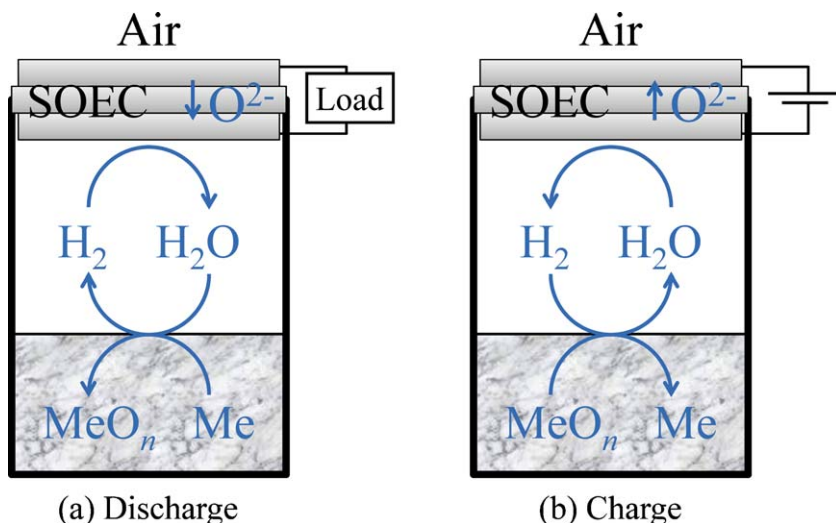 Air
SOEC ↓ O²⁻
Load
H₂ H₂O
MeOₙ Me
(a) Discharge
Air
SOEC ↑ O²⁻
H₂ H₂O
MeOₙ Me
(b) Charge